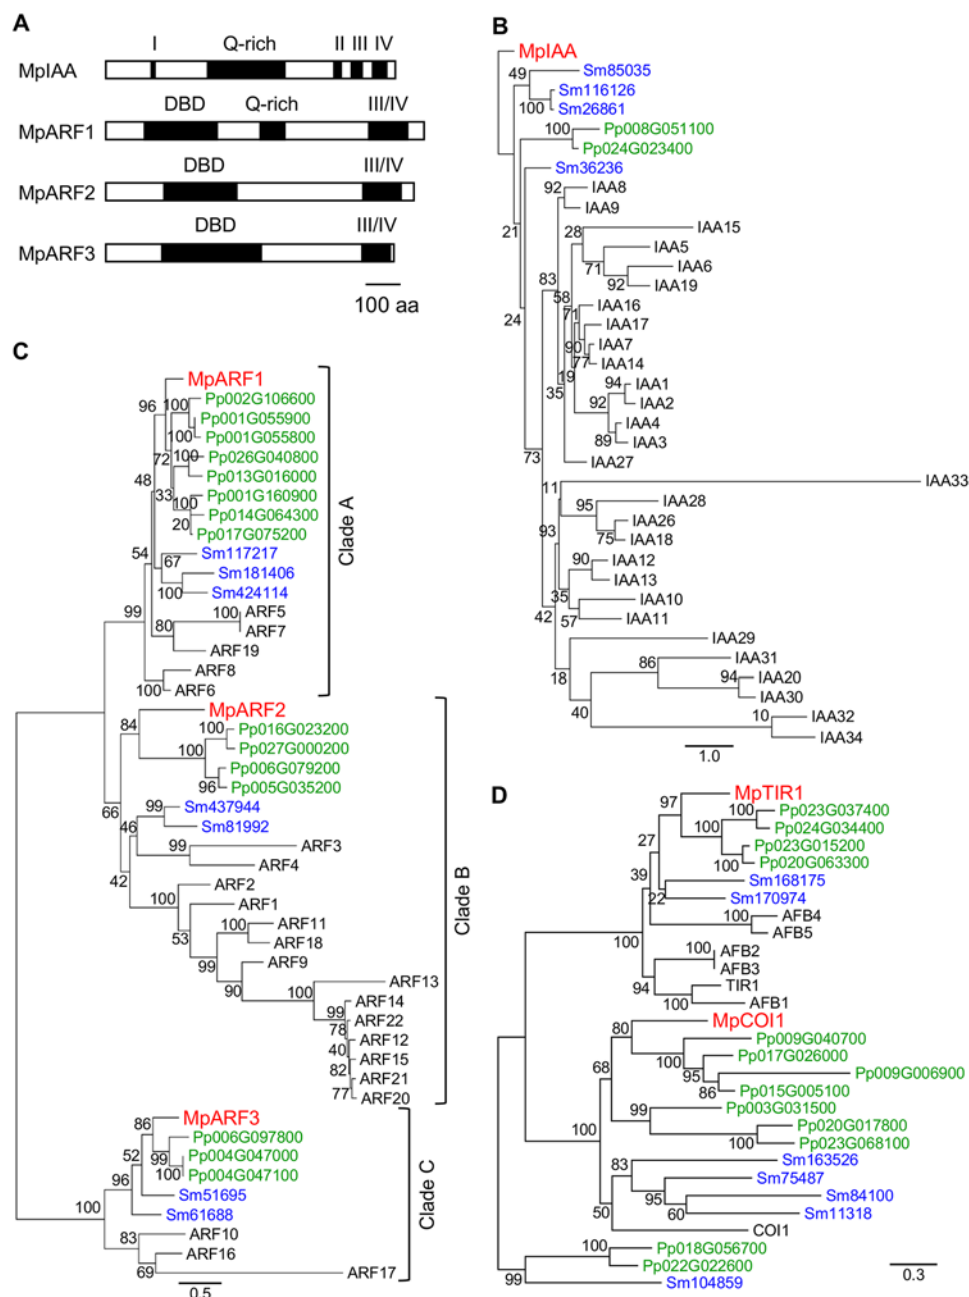 A
I Q-rich II III IV
MpIAA
DBD Q-rich III/IV
MpARF1
DBD III/IV
MpARF2
DBD III/IV
MpARF3
100 aa
B
MpIAA
49 Sm85035
Sm116126
100 Sm26861
100 Pp008G051100
Pp024G023400
Sm36236
92 IAA8
IAA9
21
28 IAA15
IAA5
71 IAA6
92 IAA19
83
58
24
IAA16
71
IAA17
90 IAA7
77 IAA14
19
94 IAA1
35 92 IAA2
IAA4
89 IAA3
73 IAA27
11 IAA33
95 IAA28
IAA26
93 75 IAA18
90 IAA12
IAA13
35 IAA10
42 57 IAA11
IAA29
86 IAA31
18 94 IAA20
IAA30
40 10 IAA32
IAA34
1.0
C
MpARF1
96 100 Pp002G106600
Pp001G055900
100 Pp001G055800
72 100 Pp026G040800
Pp013G016000
48 33 100 Pp001G160900
Pp014G064300
20 Pp017G075200
54 67 Sm117217
Sm181406
100 Sm424114
99 100 ARF5
80 ARF7
ARF19
ARF8
100 ARF6
Clade A
84 MpARF2
100 Pp016G023200
100 Pp027G000200
Pp006G079200
96 Pp005G035200
66 99 Sm437944
46 Sm81992
99 ARF3
ARF4
42 100 ARF2
ARF1
53 100 ARF11
ARF18
99 ARF9
90 100 ARF13
99 ARF14
78 ARF22
40 ARF12
82 ARF15
ARF21
77 ARF20
Clade B
86 MpARF3
Pp006G097800
52 99 Pp004G047000
100 Pp004G047100
96 Sm51695
Sm61688
100 ARF10
83 ARF16
69 ARF17
Clade C
0.5
D
97 MpTIR1
100 Pp023G037400
100 Pp024G034400
27 Pp023G015200
100 Pp020G063300
39 Sm168175
22 Sm170974
AFB4
100 AFB5
100
100 AFB2
AFB3
94 TIR1
100 AFB1
80 MpCOI1
Pp009G040700
100 Pp017G026000
68 95 Pp009G006900
86 Pp015G005100
99 Pp003G031500
Pp020G017800
100 100 Pp023G068100
83 Sm163526
Sm75487
95 Sm84100
50 60 Sm11318
COI1
100 Pp018G056700
Pp022G022600
99 Sm104859
0.3